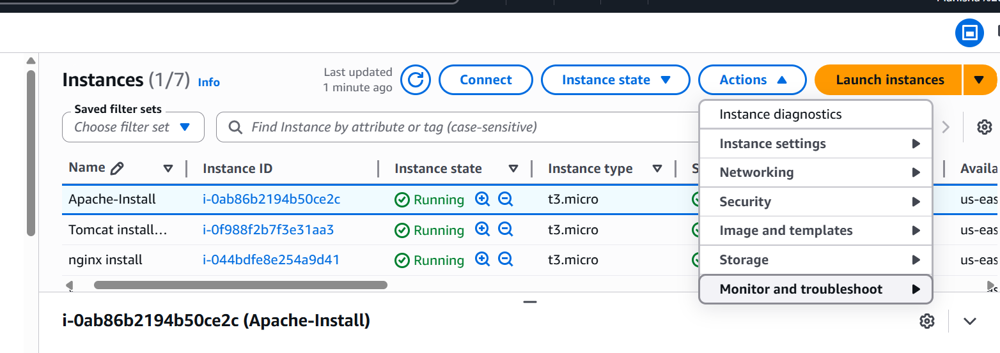 Instances (1/7) Info
Last updated
1 minute ago
Connect
Instance state
Actions
Launch instances
Saved filter sets
Choose filter set
Find Instance by attribute or tag (case-sensitive)
Instance diagnostics
Instance settings
Networking
Security
Image and templates
Storage
Monitor and troubleshoot
Name Instance ID Instance state Instance type S Availa
Apache-Install i-0ab86b2194b50ce2c Running t3.micro us-eas
Tomcat install... i-0f988f2b7f3e31aa3 Running t3.micro us-eas
nginx install i-044bdfe8e254a9d41 Running t3.micro us-eas
i-0ab86b2194b50ce2c (Apache-Install)